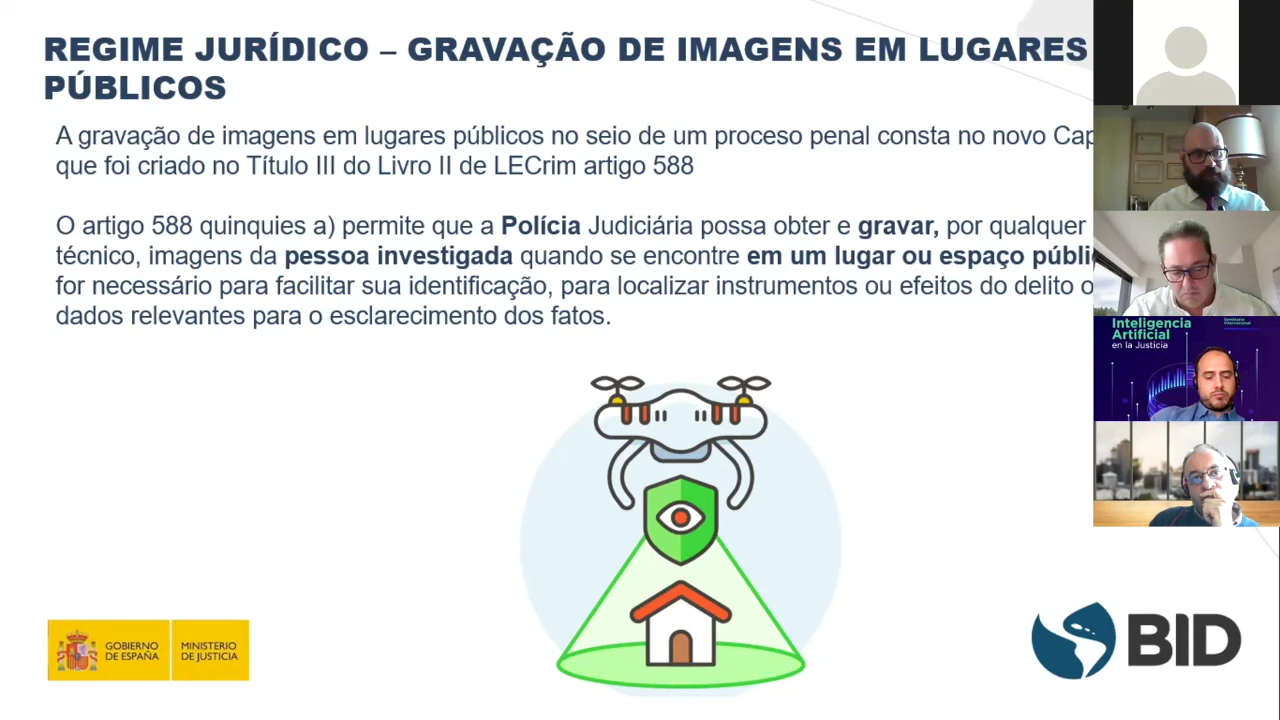 REGIME JURÍDICO – GRAVAÇÃO DE IMAGENS EM LUGARES
PÚBLICOS
A gravação de imagens em lugares públicos no seio de um proceso penal consta no novo
que foi criado no Título III do Livro II de LECrim artigo 588
O artigo 588 quinquies a) permite que a Polícia Judiciária possa obter e gravar, por qualquer
técnico, imagens da pessoa investigada quando se encontre em um lugar ou espaço
for necessário para facilitar sua identificação, para localizar instrumentos ou efeitos do delito
dados relevantes para o esclarecimento dos fatos.
Inteligencia
Artificial
en la Justicia
Seminario
Internacional
GOBIERNO
DE ESPAÑA
MINISTERIO
DE JUSTICIA
BID